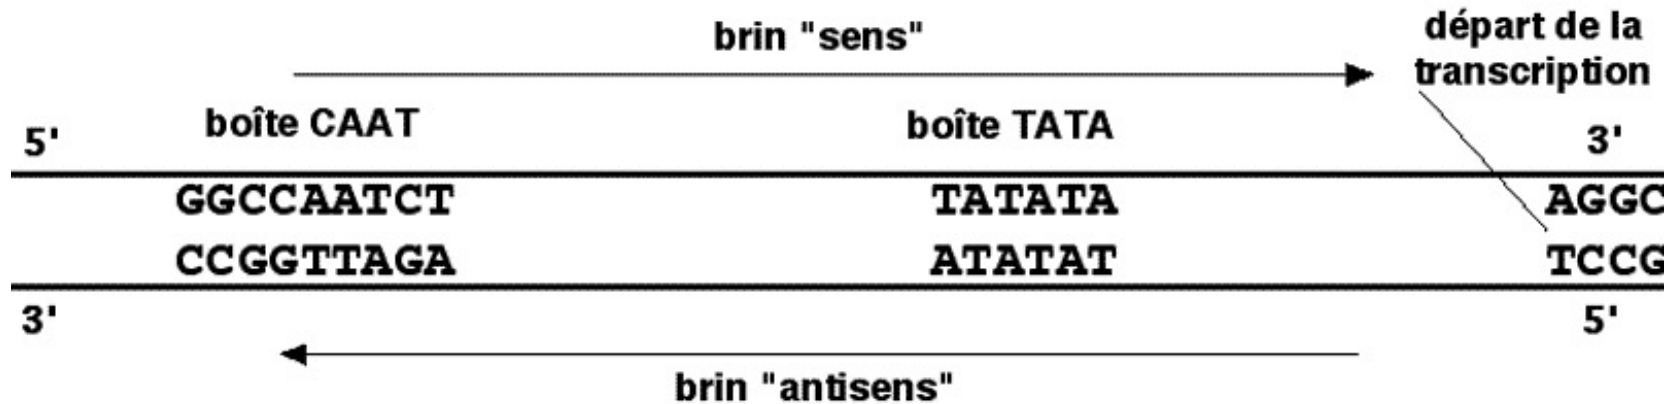 brin "sens"
départ de la
transcription
boîte CAAT
boîte TATA
5'
3'
GGCCAATCT
TATATA
AGGC
CCGGTTAGA
ATATAT
TCCG
3'
5'
brin "antisens"